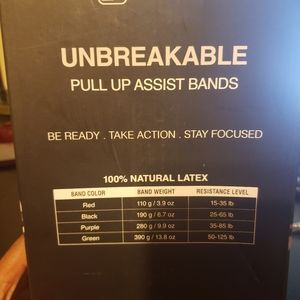 UNBREAKABLE
PULL UP ASSIST BANDS
BE READY . TAKE ACTION . STAY FOCUSED
100% NATURAL LATEX
BAND COLOR BAND WEIGHT RESISTANCE LEVEL
Red 110 g / 3.9 oz 15-35 lb
Black 190 g / 6.7 oz 25-65 lb
Purple 280 g / 9.9 oz 35-85 lb
Green 390 g / 13.8 oz 50-125 lb